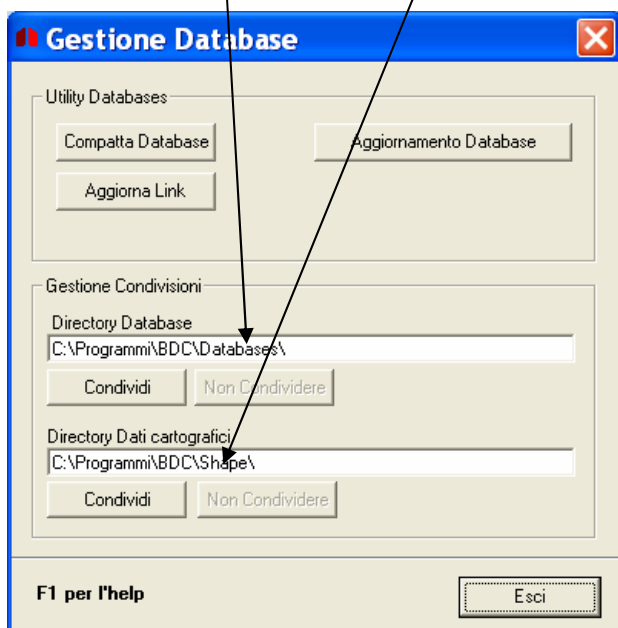 Gestione Database
Utility Databases
Compatta Database Aggiornamento Database
Aggiorna Link
Gestione Condivisioni
Directory Database
C:\Programmi\BDC\Databases\
Condividi Non Condividere
Directory Dati cartografici
C:\Programmi\BDC\Shape\
Condividi Non Condividere
F1 per l'help Esci